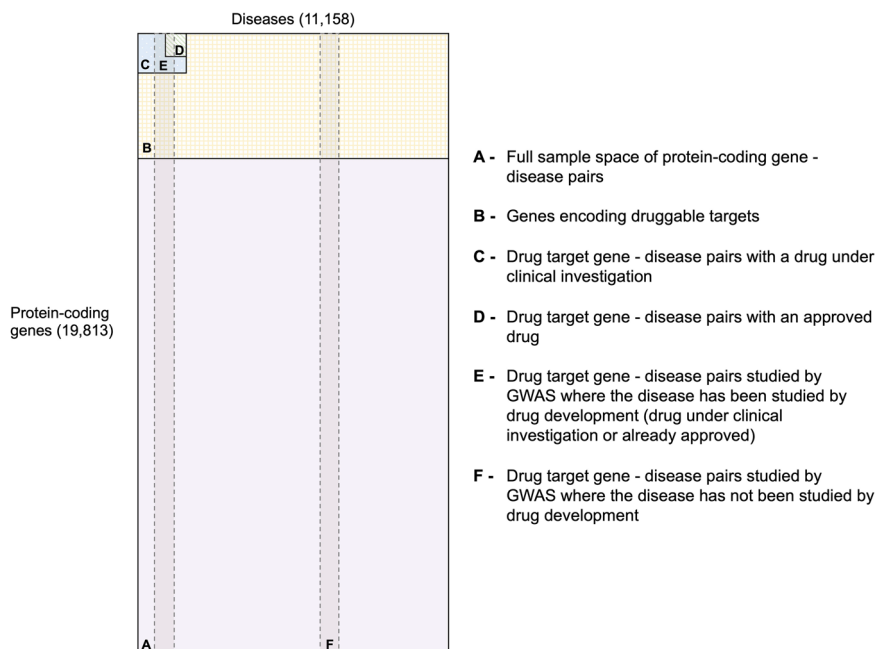 Diseases (11,158)
D
C E
B
Protein-coding
genes (19,813)
A
F
A - Full sample space of protein-coding gene -
disease pairs
B - Genes encoding druggable targets
C - Drug target gene - disease pairs with a drug under
clinical investigation
D - Drug target gene - disease pairs with an approved
drug
E - Drug target gene - disease pairs studied by
GWAS where the disease has been studied by
drug development (drug under clinical
investigation or already approved)
F - Drug target gene - disease pairs studied by
GWAS where the disease has not been studied by
drug development